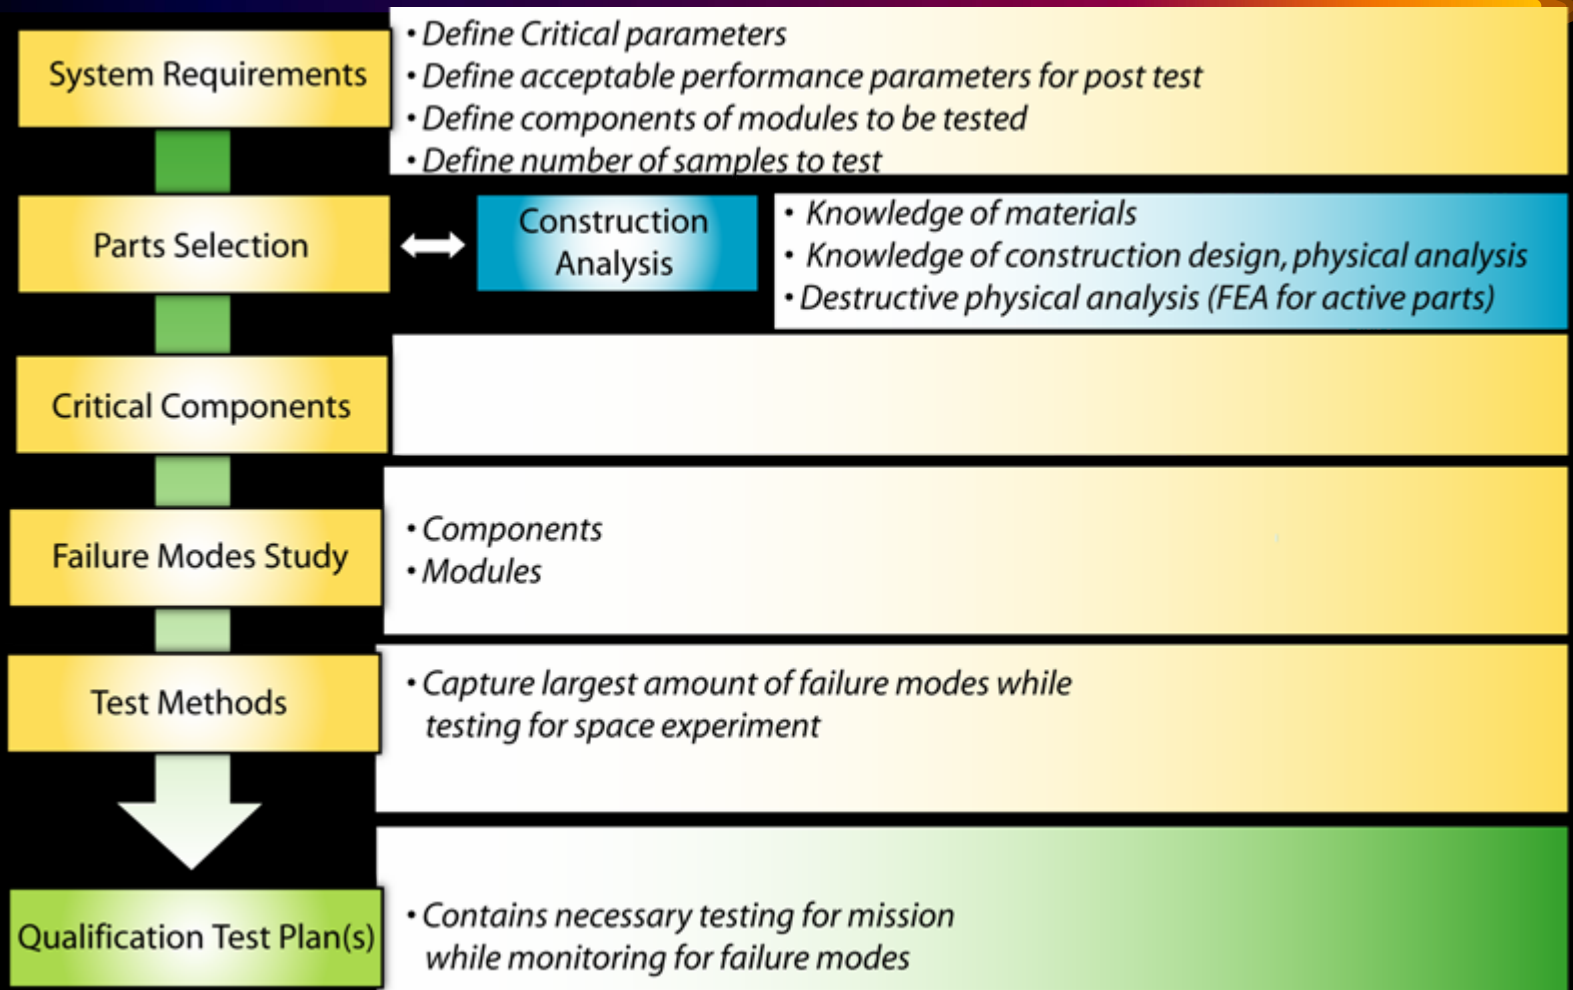 System Requirements
• Define Critical parameters
• Define acceptable performance parameters for post test
• Define components of modules to be tested
• Define number of samples to test
Parts Selection
Construction
Analysis
• Knowledge of materials
• Knowledge of construction design, physical analysis
• Destructive physical analysis (FEA for active parts)
Critical Components
Failure Modes Study
• Components
• Modules
Test Methods
• Capture largest amount of failure modes while
testing for space experiment
Qualification Test Plan(s)
• Contains necessary testing for mission
while monitoring for failure modes